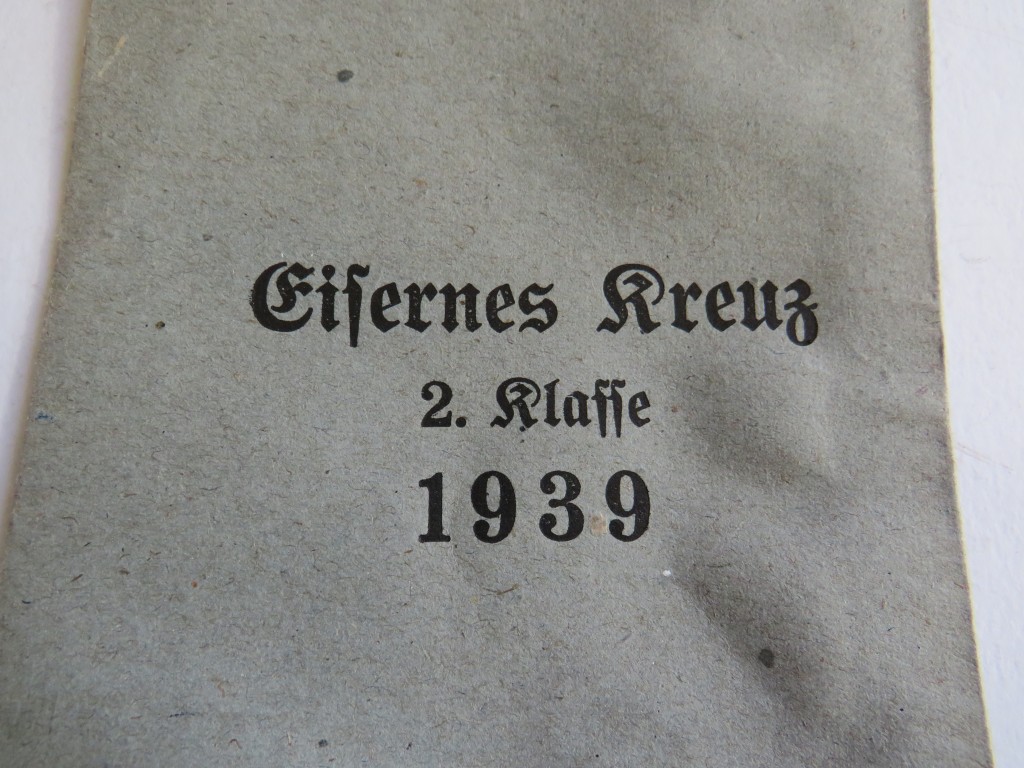 Eiſernes Kreuz
2. Klaſſe
1939